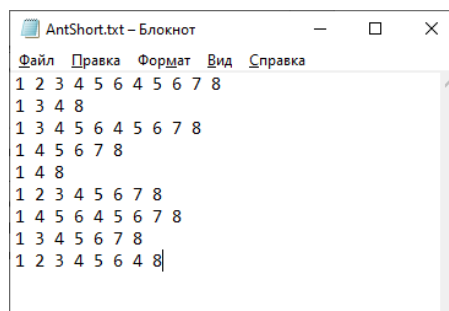 AntShort.txt – Блокнот
Файл Правка Формат Вид Справка
1 2 3 4 5 6 4 5 6 7 8
1 3 4 8
1 3 4 5 6 4 5 6 7 8
1 4 5 6 7 8
1 4 8
1 2 3 4 5 6 7 8
1 4 5 6 4 5 6 7 8
1 3 4 5 6 7 8
1 2 3 4 5 6 4 8